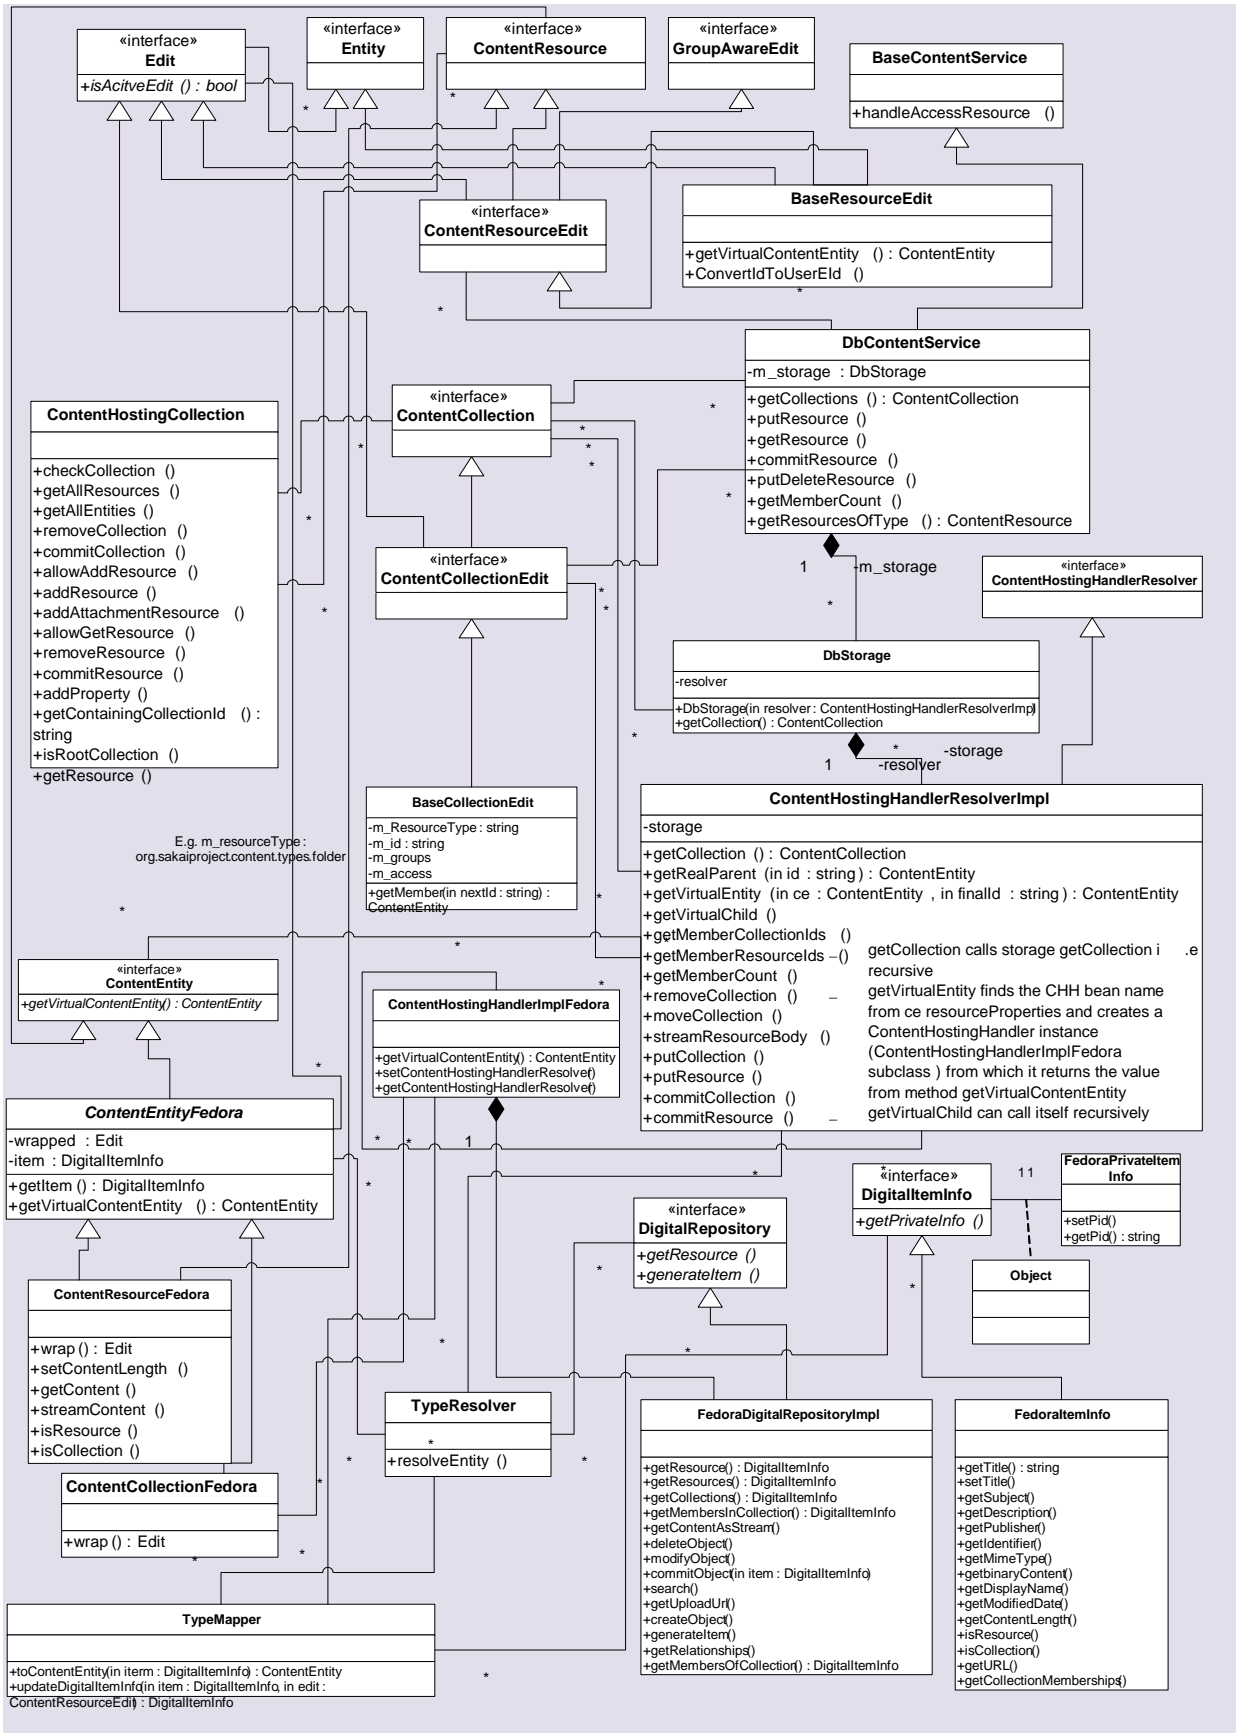 «interface»
Edit
+isAcitveEdit () : bool
«interface»
Entity
«interface»
ContentResource
«interface»
GroupAwareEdit
BaseContentService
+handleAccessResource ()
*
*
«interface»
ContentResourceEdit
BaseResourceEdit
+getVirtualContentEntity () : ContentEntity
+ConvertIdToUserEId ()
*
*
DbContentService
-m_storage : DbStorage
+getCollections () : ContentCollection
+putResource ()
+getResource ()
+commitResource ()
+putDeleteResource ()
+getMemberCount ()
+getResourcesOfType () : ContentResource
«interface»
ContentCollection
*
*
*
*
*
*
*
ContentHostingCollection
+checkCollection ()
+getAllResources ()
+getAllEntities ()
+removeCollection ()
+commitCollection ()
+allowAddResource ()
+addResource ()
+addAttachmentResource ()
+allowGetResource ()
+removeResource ()
+commitResource ()
+addProperty ()
+getContainingCollectionId () :
string
+isRootCollection ()
+getResource ()
*
«interface»
ContentCollectionEdit
*
*
1
-m_storage
*
«interface»
ContentHostingHandlerResolver
DbStorage
-resolver
+DbStorage(in resolver : ContentHostingHandlerResolverImpl)
+getCollection() : ContentCollection
*
1
-resolver
*
-storage
BaseCollectionEdit
-m_ResourceType : string
-m_id : string
-m_groups
-m_access
+getMember(in nextId : string) :
ContentEntity
E.g. m_resourceType :
org.sakaiproject.content.types.folder
ContentHostingHandlerResolverImpl
-storage
+getCollection () : ContentCollection
+getRealParent (in id : string) : ContentEntity
+getVirtualEntity (in ce : ContentEntity , in finalId : string) : ContentEntity
+getVirtualChild ()
+getMemberCollectionIds ()
+getMemberResourceIds ()
+getMemberCount ()
+removeCollection ()
+moveCollection ()
+streamResourceBody ()
+putCollection ()
+putResource ()
+commitCollection ()
+commitResource ()
– getCollection calls storage getCollection i .e
recursive
– getVirtualEntity finds the CHH bean name
from ce resourceProperties and creates a
ContentHostingHandler instance
(ContentHostingHandlerImplFedora
subclass ) from which it returns the value
from method getVirtualContentEntity
– getVirtualChild can call itself recursively
*
*
*
*
*
*
«interface»
ContentEntity
+getVirtualContentEntity() : ContentEntity
ContentHostingHandlerImplFedora
+getVirtualContentEntity() : ContentEntity
+setContentHostingHandlerResolver()
+getContentHostingHandlerResolver()
*
ContentEntityFedora
-wrapped : Edit
-item : DigitalItemInfo
+getItem () : DigitalItemInfo
+getVirtualContentEntity () : ContentEntity
*
*
1
*
*
*
«interface»
DigitalItemInfo
+getPrivateInfo ()
1 1
FedoraPrivateItem
Info
+setPid()
+getPid() : string
«interface»
DigitalRepository
+getResource ()
+generateItem ()
*
*
Object
ContentResourceFedora
+wrap () : Edit
+setContentLength ()
+getContent ()
+streamContent ()
+isResource ()
+isCollection ()
*
*
TypeResolver
*
+resolveEntity ()
*
*
*
ContentCollectionFedora
+wrap () : Edit
*
*
FedoraDigitalRepositoryImpl
+getResource() : DigitalItemInfo
+getResources() : DigitalItemInfo
+getCollections() : DigitalItemInfo
+getMembersInCollection() : DigitalItemInfo
+getContentAsStream()
+deleteObject()
+modifyObject()
+commitObject(in item : DigitalItemInfo)
+search()
+getUploadUrl()
+createObject()
+generateItem()
+getRelationships()
+getMembersOfCollection() : DigitalItemInfo
FedoraItemInfo
+getTitle() : string
+setTitle()
+getSubject()
+getDescription()
+getPublisher()
+getIdentifier()
+getMimeType()
+getbinaryContent()
+getDisplayName()
+getModifiedDate()
+getContentLength()
+isResource()
+isCollection()
+getURL()
+getCollectionMemberships()
TypeMapper
+toContentEntity(in iterm : DigitalItemInfo) : ContentEntity
+updateDigitalItemInfo(in item : DigitalItemInfo, in edit :
ContentResourceEdit) : DigitalItemInfo
*